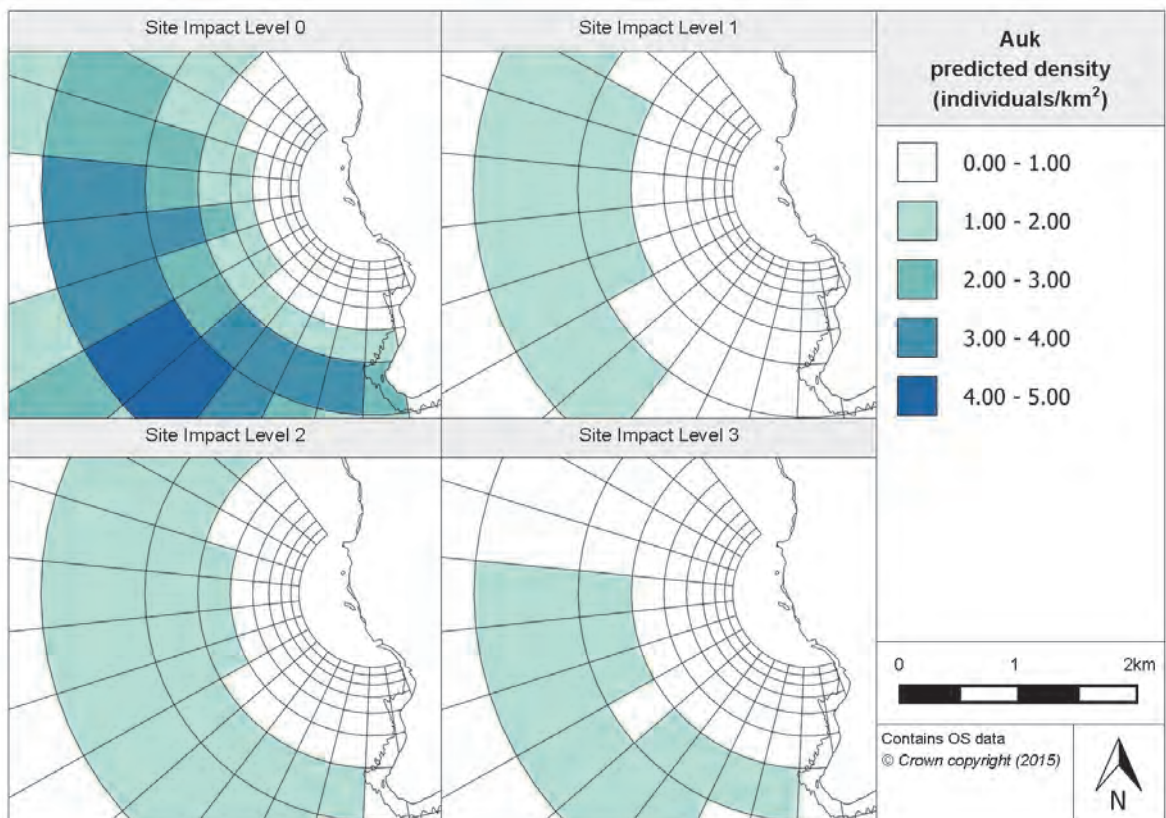 Site Impact Level 0
Site Impact Level 1
Auk
predicted density
(individuals/km²)
0.00 - 1.00
1.00 - 2.00
2.00 - 3.00
3.00 - 4.00
4.00 - 5.00
Site Impact Level 2
Site Impact Level 3
0 1 2km
Contains OS data
© Crown copyright (2015)
N